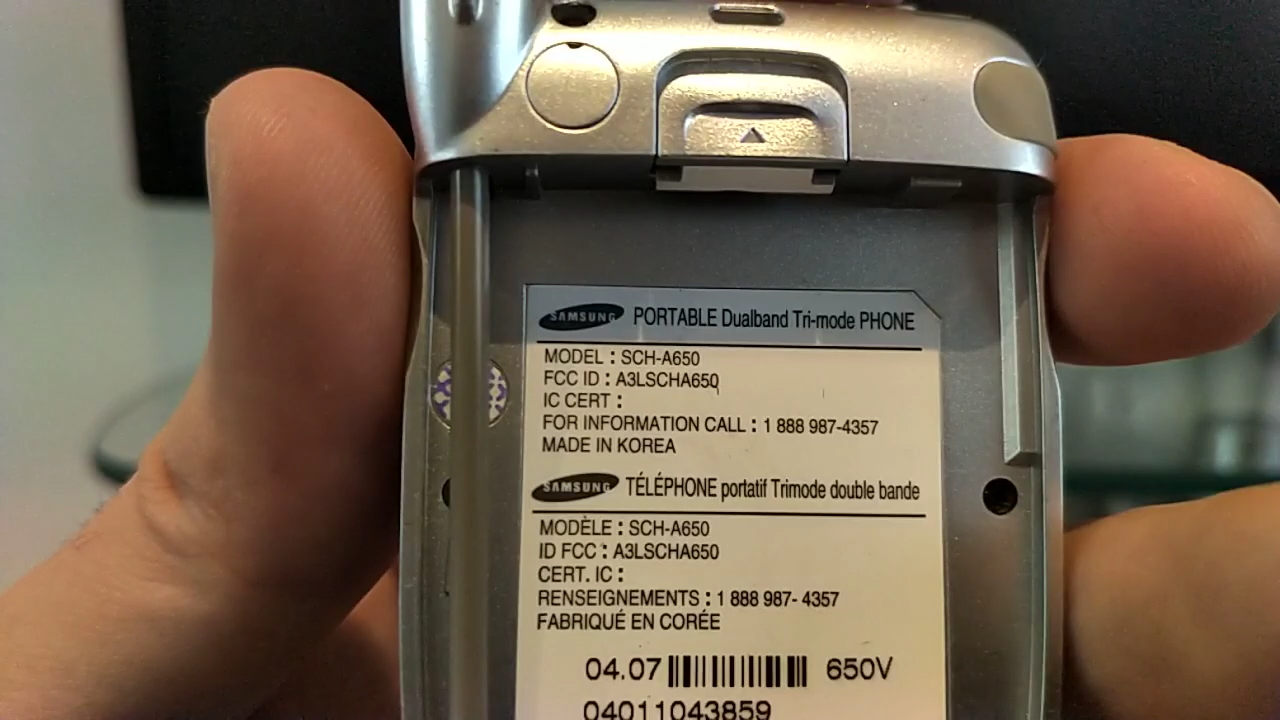 SAMSUNG PORTABLE Dualband Tri-mode PHONE
MODEL : SCH-A650
FCC ID : A3LSCHA650
IC CERT :
FOR INFORMATION CALL : 1 888 987-4357
MADE IN KOREA
SAMSUNG TÉLÉPHONE portatif Trimode double bande
MODÈLE : SCH-A650
ID FCC : A3LSCHA650
CERT. IC :
RENSEIGNEMENTS : 1 888 987- 4357
FABRIQUÉ EN CORÉE
04.07 650V
04011043859